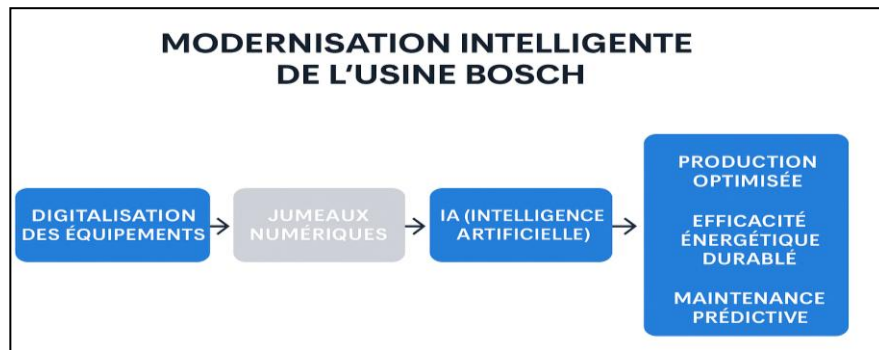 MODERNISATION INTELLIGENTE
DE L'USINE BOSCH
DIGITALISATION
DES ÉQUIPEMENTS
JUMEAUX
NUMÉRIQUES
IA (INTELLIGENCE
ARTIFICIELLE)
PRODUCTION
OPTIMISÉE
EFFICACITÉ
ÉNERGÉTIQUE
DURABLÉ
MAINTENANCE
PRÉDICTIVE